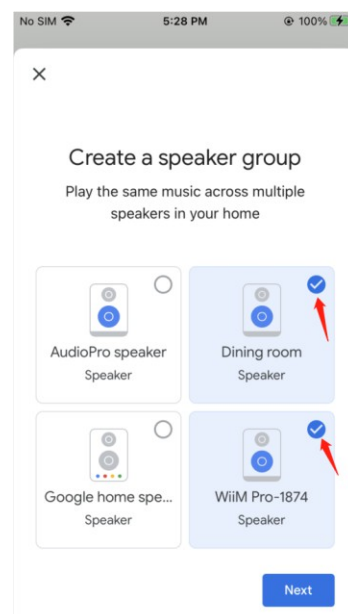 No SIM 5:28 PM 100%
Create a speaker group
Play the same music across multiple
speakers in your home
AudioPro speaker
Speaker
Dining room
Speaker
Google home spe...
Speaker
WiiM Pro-1874
Speaker
Next